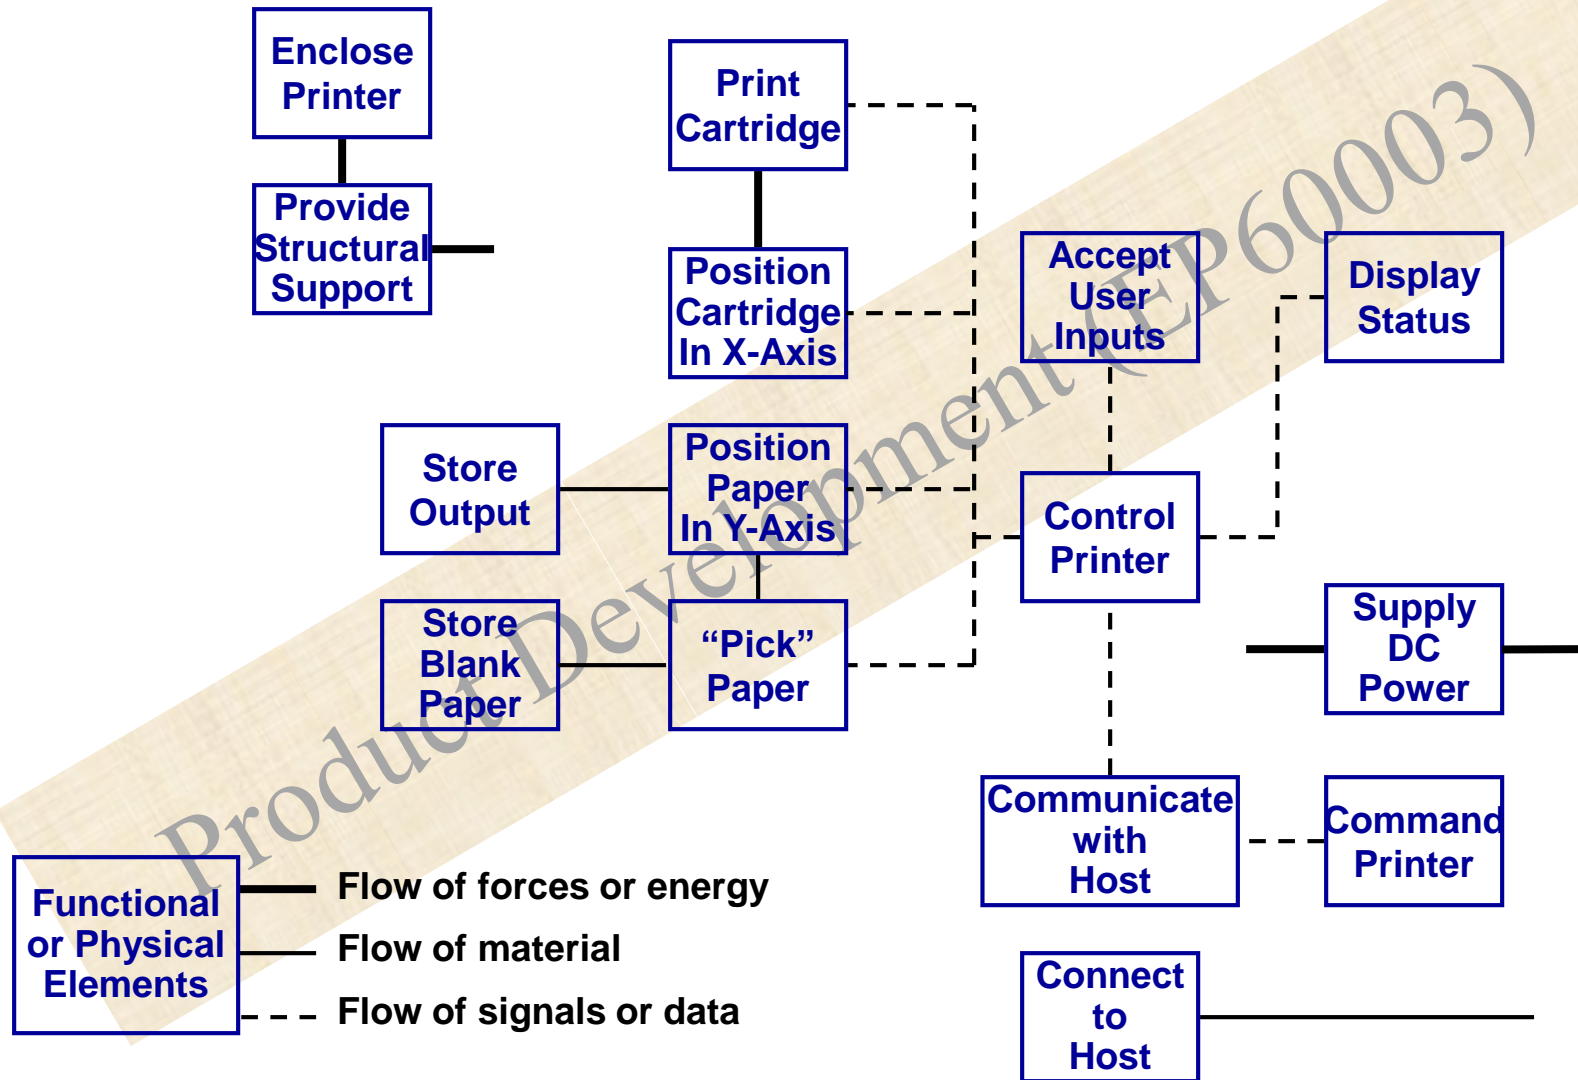 Enclose
Printer
Print
Cartridge
Provide
Structural
Support
Position
Cartridge
In X-Axis
Accept
User
Inputs
Display
Status
Store
Output
Position
Paper
In Y-Axis
Control
Printer
Store
Blank
Paper
“Pick”
Paper
Supply
DC
Power
Communicate
with
Host
Command
Printer
Functional
or Physical
Elements
Flow of forces or energy
Flow of material
Flow of signals or data
Connect
to
Host
Product Development (EP60003)